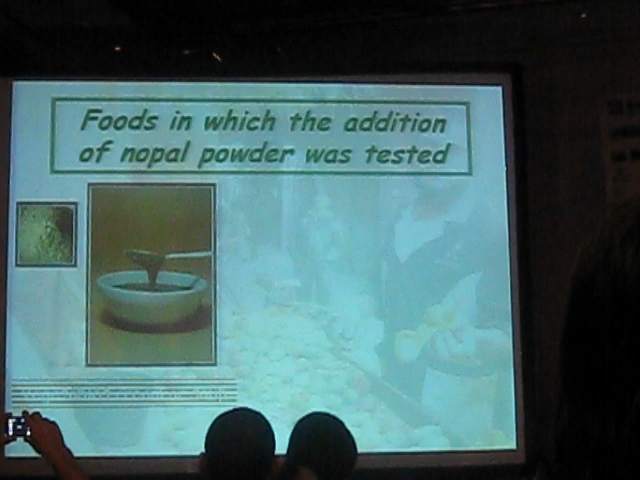 Foods in which the addition
of nopal powder was tested